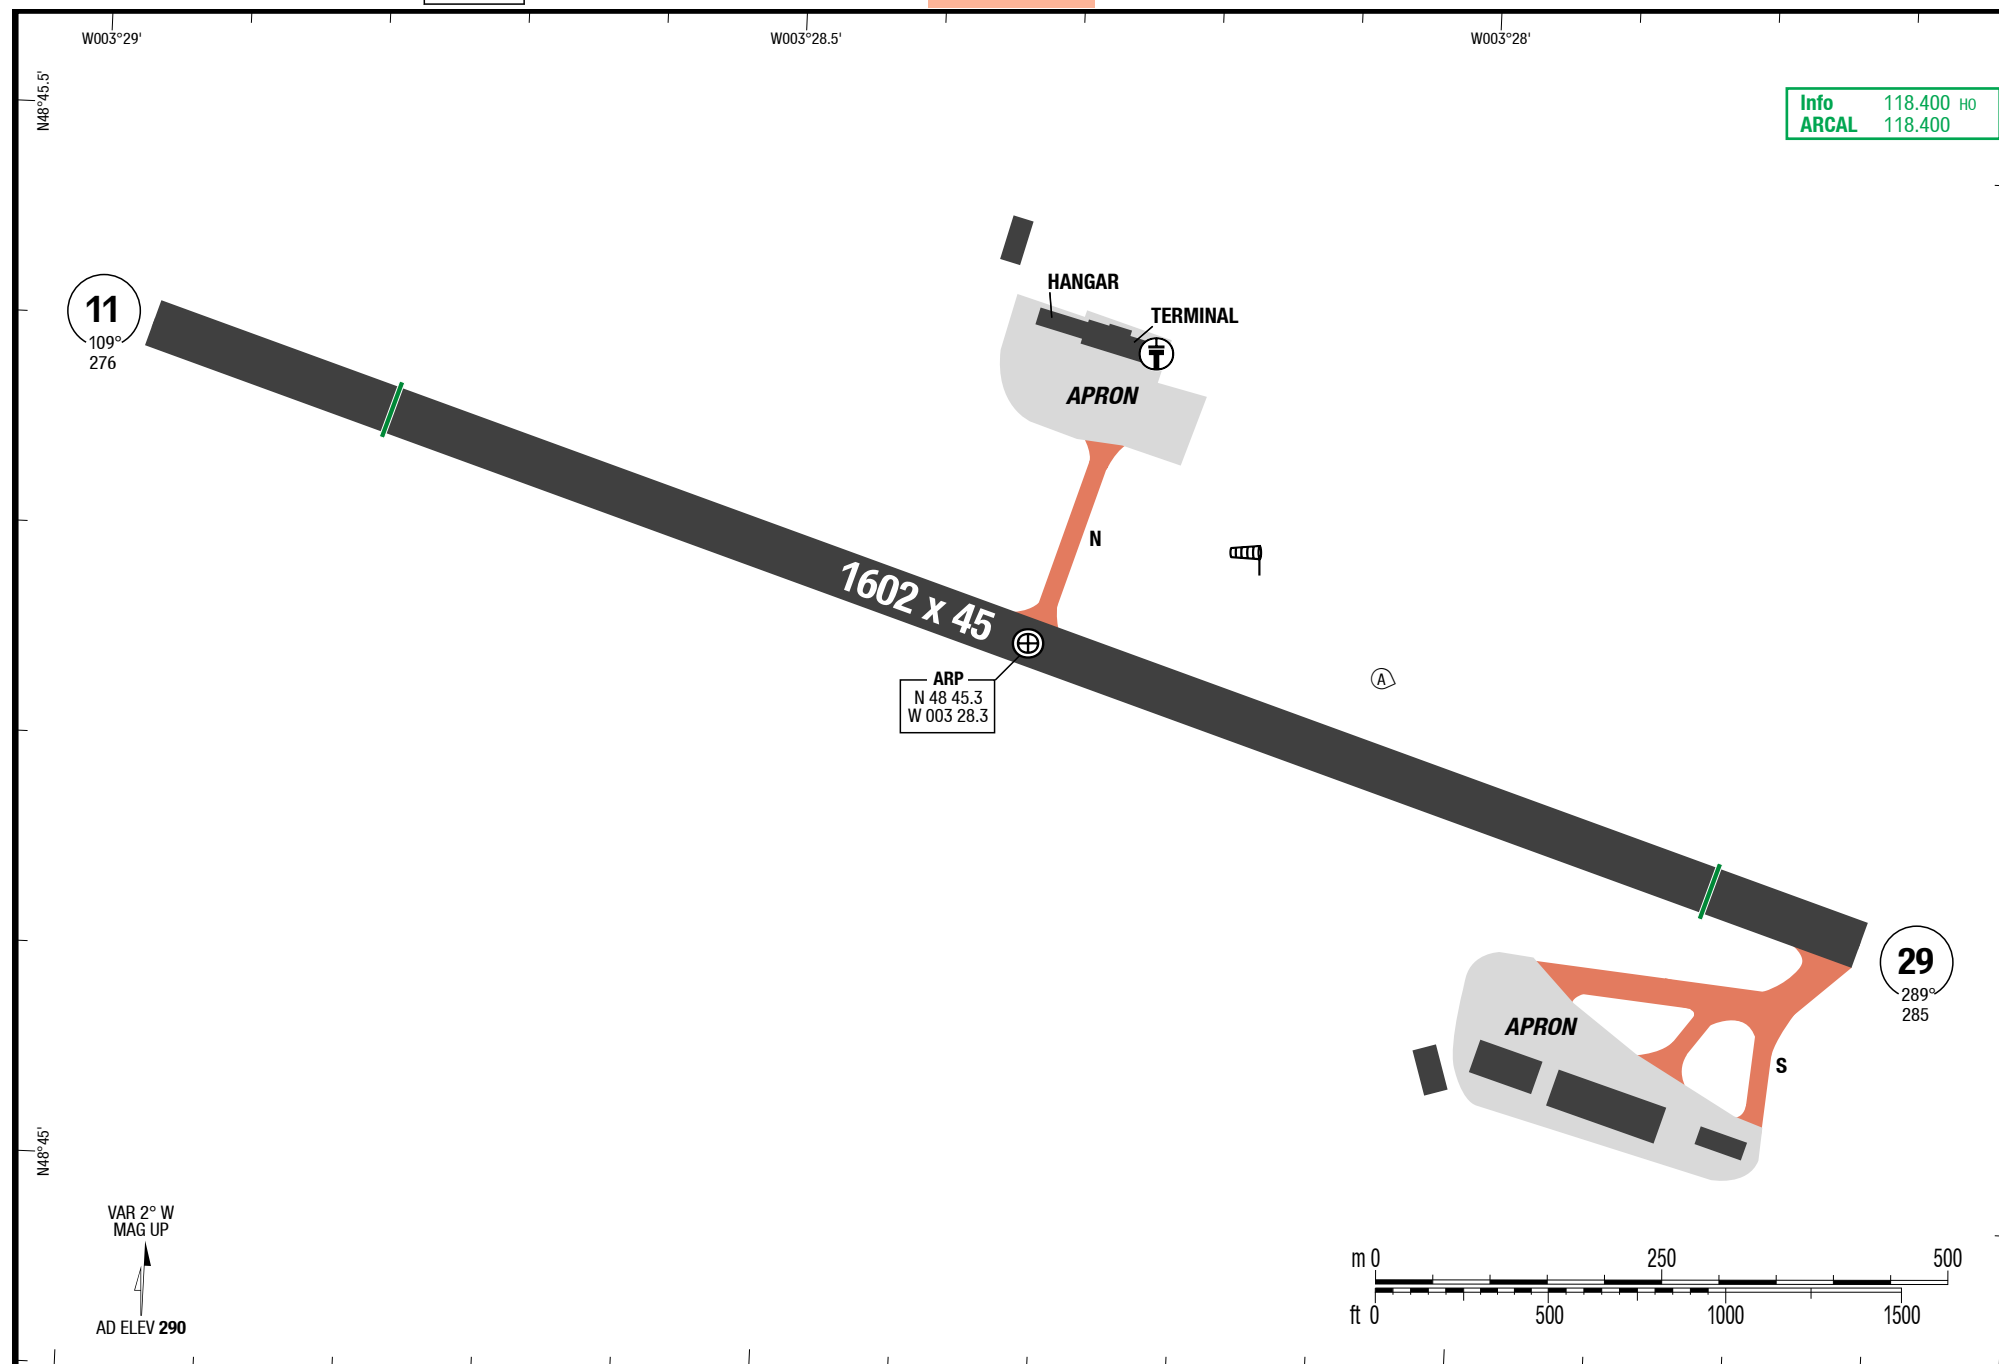 W003°29'
W003°28.5'
W003°28'
N48°45.5'
Info 118.400 HO
ARCAL 118.400
11
109°
276
HANGAR
TERMINAL
APRON
N
1602 x 45
ARP
N 48 45.3
W 003 28.3
A
29
289°
285
APRON
S
N48°45'
VAR 2° W
MAG UP
AD ELEV 290
m 0 250 500
ft 0 500 1000 1500